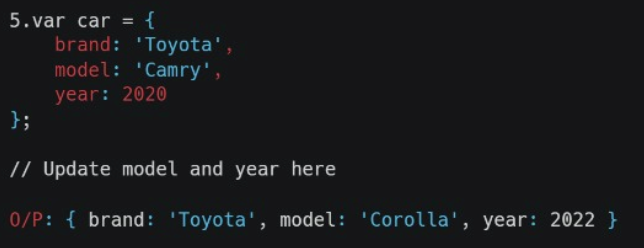 5.var car = {
    brand: 'Toyota',
    model: 'Camry',
    year: 2020
};
// Update model and year here
O/P: { brand: 'Toyota', model: 'Corolla', year: 2022 }